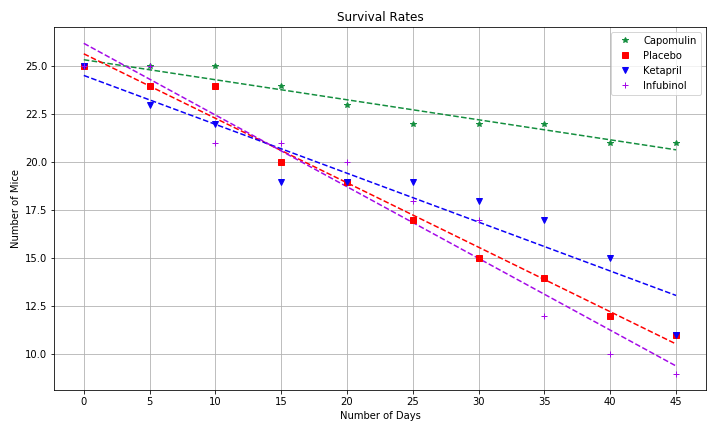 Survival Rates
Capomulin
Placebo
Ketapril
Infubinol
Number of Mice
25.0
22.5
20.0
17.5
15.0
12.5
10.0
0 5 10 15 20 25 30 35 40 45
Number of Days